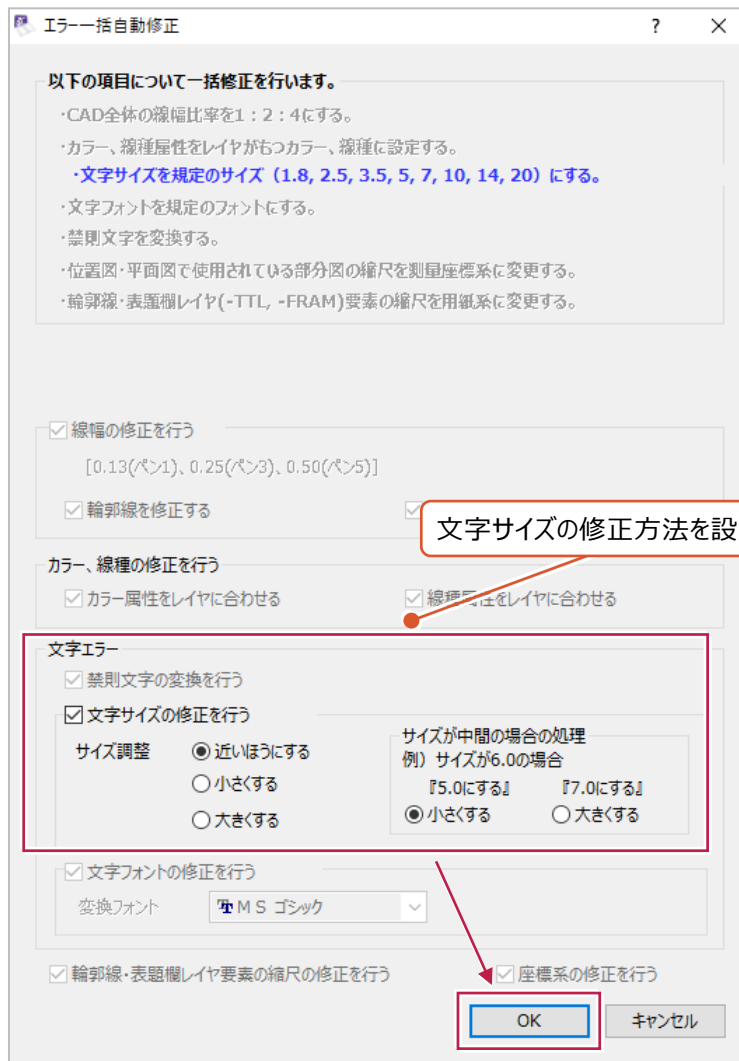 エラー一括自動修正
?
×
以下の項目について一括修正を行います。
・CAD全体の線幅比率を1：2：4にする。
・カラー、線種属性をレイヤがもつカラー、線種に設定する。
・文字サイズを規定のサイズ（1.8, 2.5, 3.5, 5, 7, 10, 14, 20）にする。
・文字フォントを規定のフォントにする。
・禁則文字を変換する。
・位置図・平面図で使用されている部分図の縮尺を測量座標系に変更する。
・輪郭線・表題欄レイヤ(-TTL, -FRAM)要素の縮尺を用紙系に変更する。
線幅の修正を行う
[0.13(ペン1)、0.25(ペン3)、0.50(ペン5)]
輪郭線を修正する
文字サイズの修正方法を設
カラー、線種の修正を行う
カラー属性をレイヤに合わせる 線種属性をレイヤに合わせる
文字エラー
禁則文字の変換を行う
文字サイズの修正を行う
サイズ調整 近いほうにする
小さくする
大きくする
サイズが中間の場合の処理
例）サイズが6.0の場合
『5.0にする』 『7.0にする』
小さくする 大きくする
文字フォントの修正を行う
変換フォント ＭＳ ゴシック
輪郭線・表題欄レイヤ要素の縮尺の修正を行う 座標系の修正を行う
OK キャンセル